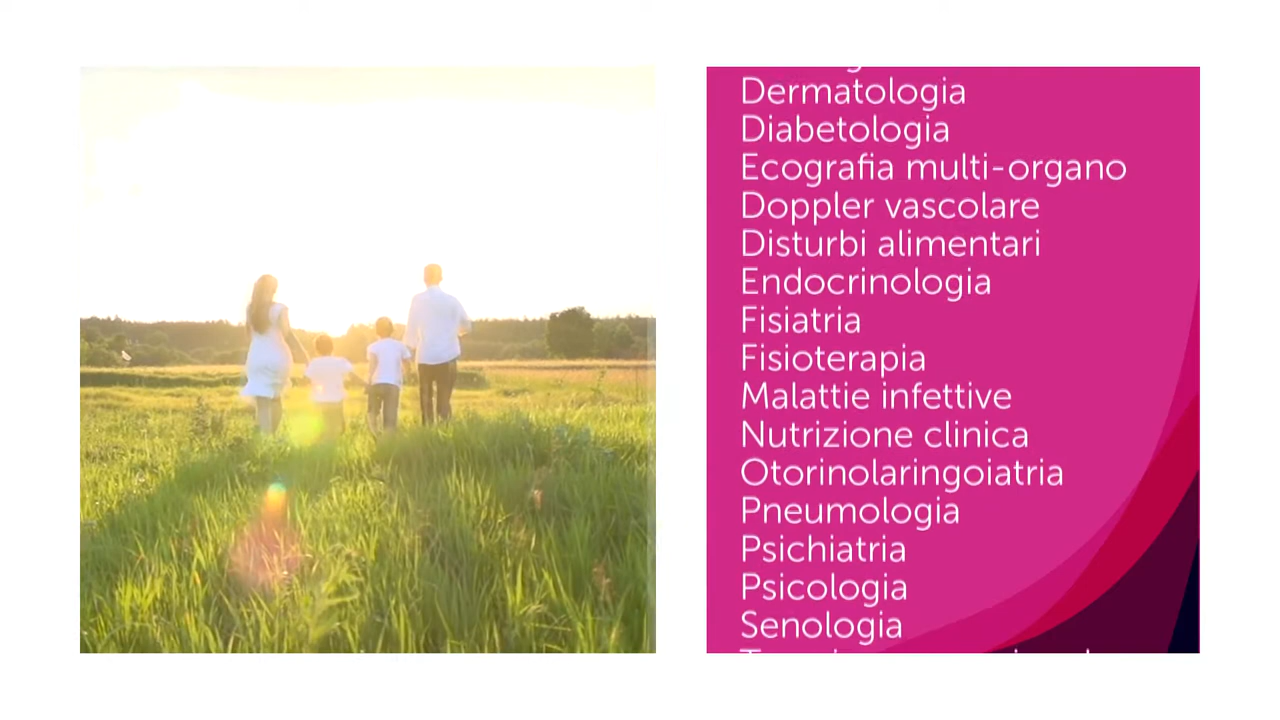 Dermatologia
Diabetologia
Ecografia multi-organo
Doppler vascolare
Disturbi alimentari
Endocrinologia
Fisiatria
Fisioterapia
Malattie infettive
Nutrizione clinica
Otorinolaringoiatria
Pneumologia
Psichiatria
Psicologia
Senologia